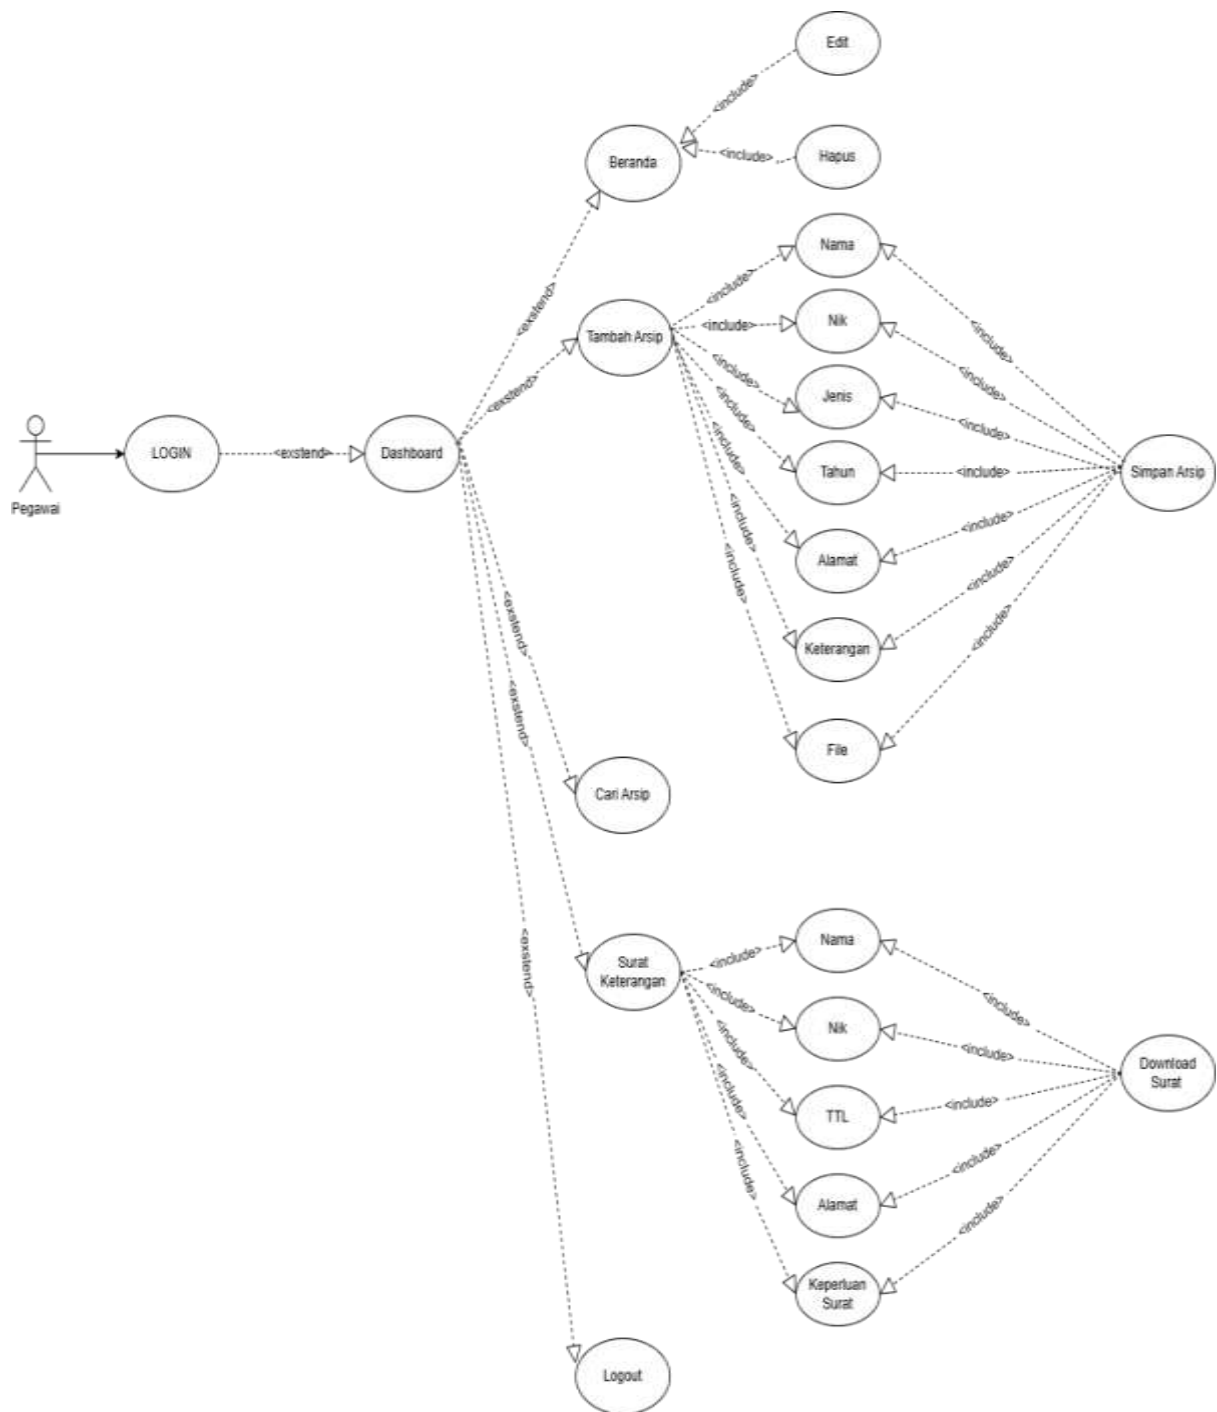 Edit
<include>
Beranda
<include>
Hapus
Nama
<include>
<include>
<exstend>
Tambah Arsip
<include>
Nik
<include>
<exstend>
<include>
Jenis
<include>
Pegawai
LOGIN
<exstend>
Dashboard
<include>
Tahun
<include>
Simpan Arsip
<include>
Alamat
<include>
<include>
<include>
Keterangan
<include>
<exstend>
<include>
File
<exstend>
Cari Arsip
<exstend>
Surat
Keterangan
<include>
Nama
<include>
<include>
Nik
<include>
Download
Surat
<include>
TTL
<include>
<include>
Alamat
<include>
<include>
Keperluan
Surat
<include>
Logout